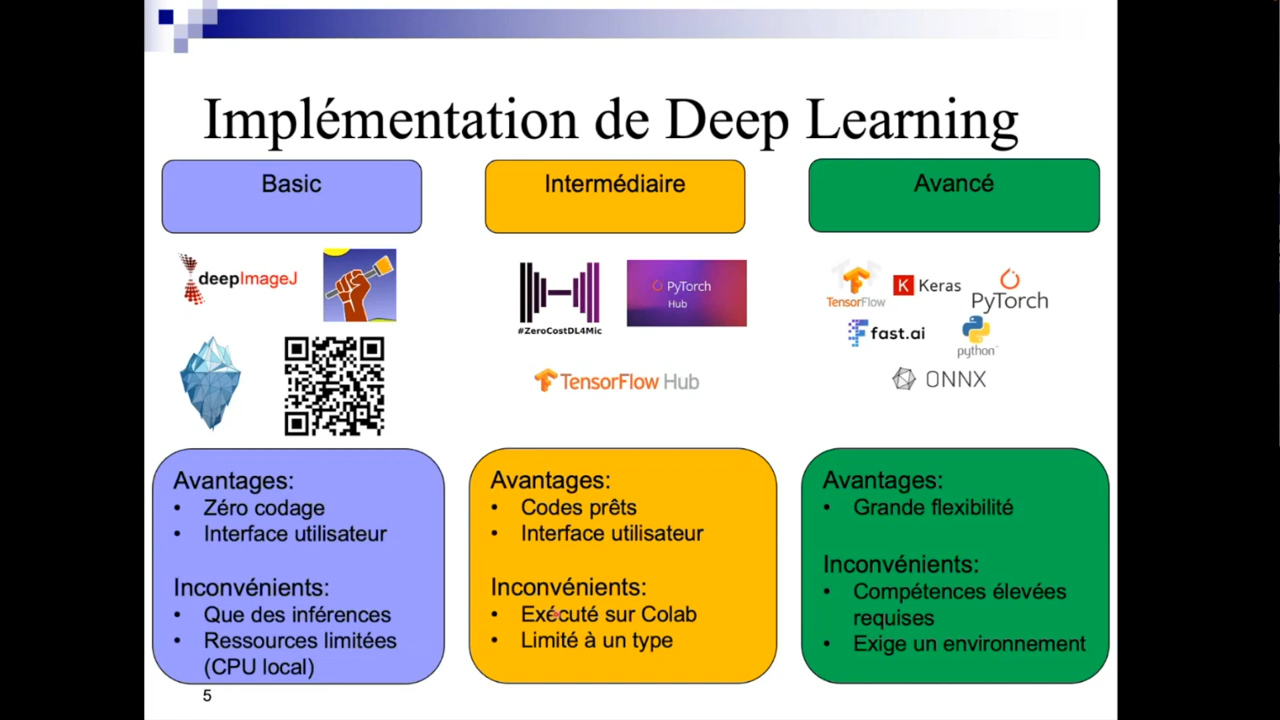 Implémentation de Deep Learning
Basic
Intermédiaire
Avancé
deepImageJ
#ZeroCostDL4Mic
PyTorch
Hub
TensorFlow Hub
TensorFlow
Keras
PyTorch
fast.ai
python
ONNX
Avantages:
• Zéro codage
• Interface utilisateur
Inconvénients:
• Que des inférences
• Ressources limitées
(CPU local)
Avantages:
• Codes prêts
• Interface utilisateur
Inconvénients:
• Exécuté sur Colab
• Limité à un type
Avantages:
• Grande flexibilité
Inconvénients:
• Compétences élevées
requises
• Exige un environnement
5